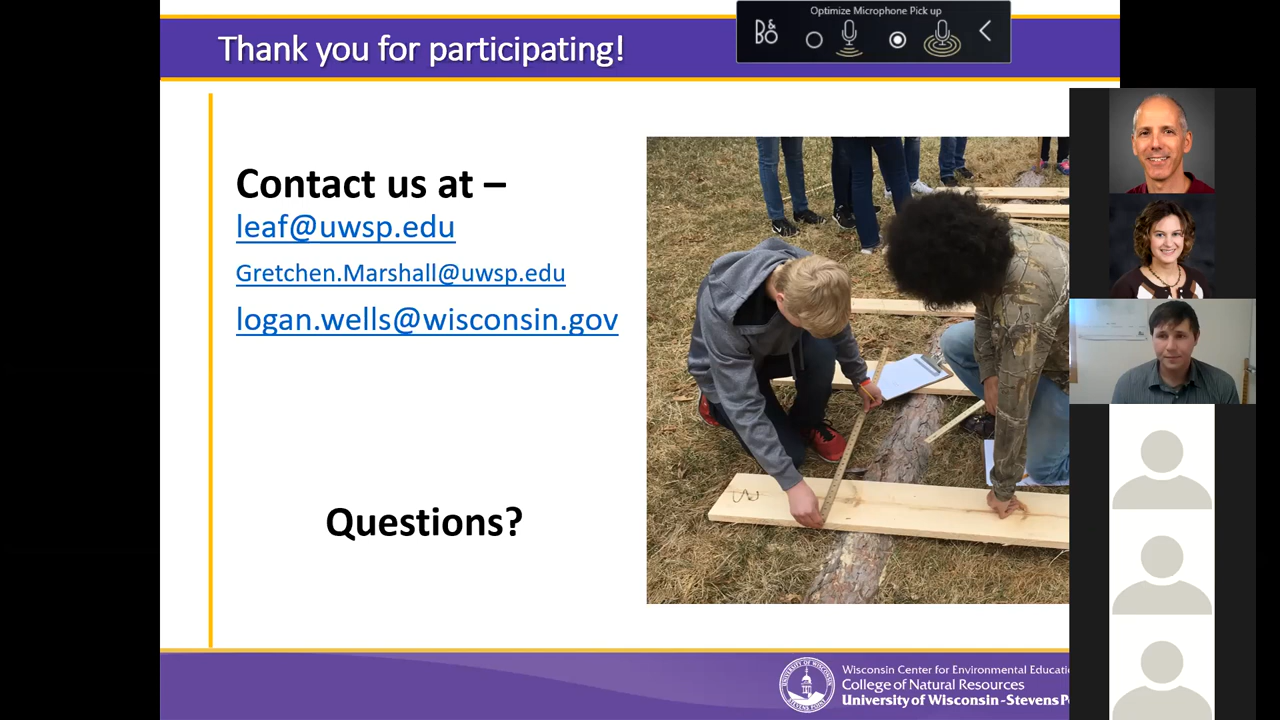 Optimize Microphone Pick up
B&O
Thank you for participating!
Contact us at –
leaf@uwsp.edu
Gretchen.Marshall@uwsp.edu
logan.wells@wisconsin.gov
Questions?
Wisconsin Center for Environmental Educati
College of Natural Resources
University of Wisconsin-Stevens P